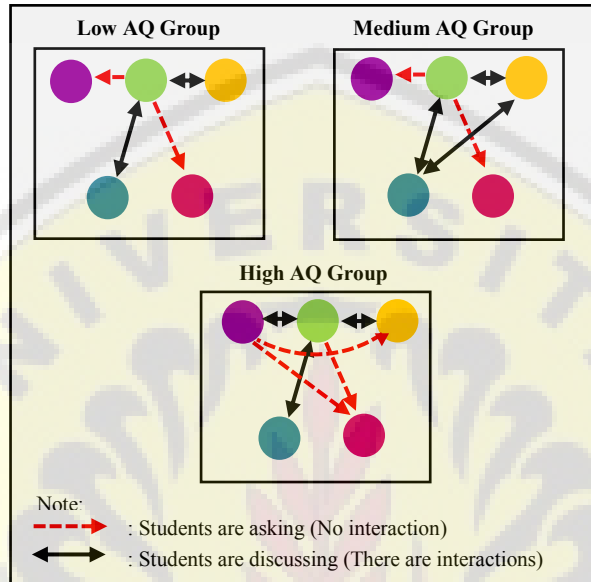 Low AQ Group
Medium AQ Group
UNIVERSIT
High AQ Group
Note:
: Students are asking (No interaction)
: Students are discussing (There are interactions)